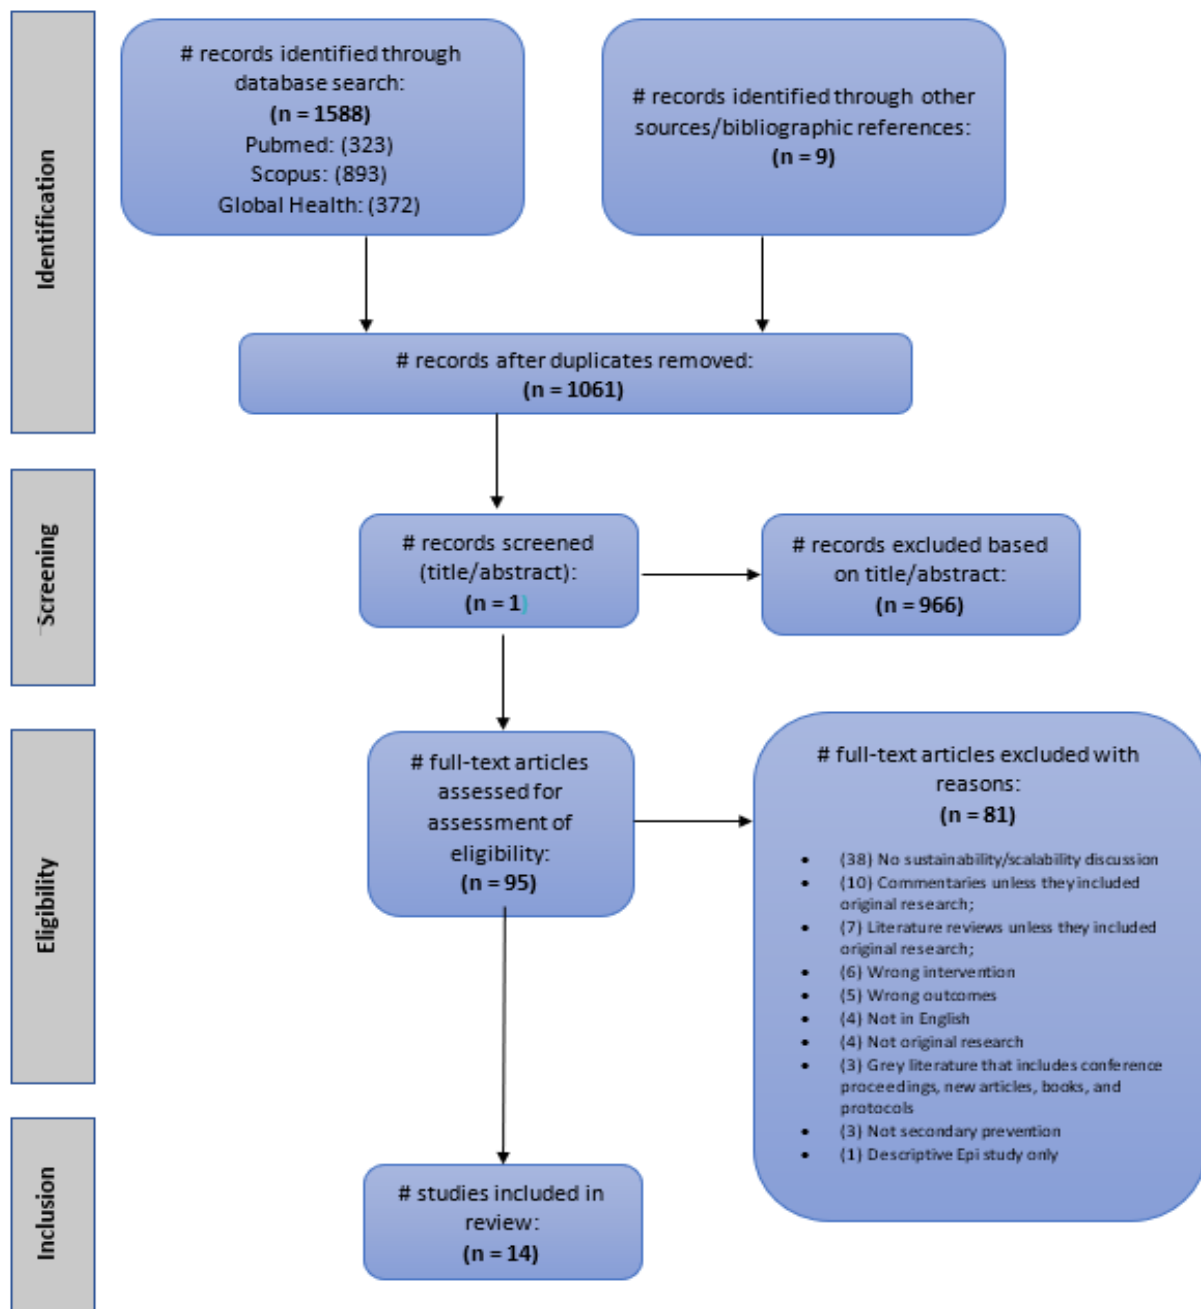 Identification
# records identified through
database search:
(n = 1588)
Pubmed: (323)
Scopus: (893)
Global Health: (372)
# records identified through other
sources/bibliographic references:
(n = 9)
# records after duplicates removed:
(n = 1061)
Screening
# records screened
(title/abstract):
(n = 1)
# records excluded based
on title/abstract:
(n = 966)
Eligibility
# full-text articles
assessed for
assessment of
eligibility:
(n = 95)
# full-text articles excluded with
reasons:
(n = 81)
• (38) No sustainability/scalability discussion
• (10) Commentaries unless they included
original research;
• (7) Literature reviews unless they included
original research;
• (6) Wrong intervention
• (5) Wrong outcomes
• (4) Not in English
• (4) Not original research
• (3) Grey literature that includes conference
proceedings, new articles, books, and
protocols
• (3) Not secondary prevention
• (1) Descriptive Epi study only
Inclusion
# studies included in
review:
(n = 14)